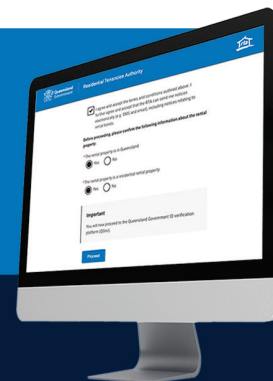 Queensland
Government
Residential Tenancies Authority
rta
I agree and accept the terms and conditions outlined above. I
further agree and accept that the RTA can send me notices
electronically (e.g. SMS and email), including notices relating to
rental bonds.
Before proceeding, please confirm the following information about the rental
property:
*The rental property is in Queensland
Yes No
*The rental property is a residential rental property
Yes No
Important
You will now proceed to the Queensland Government ID verification
platform (QGov).
Proceed